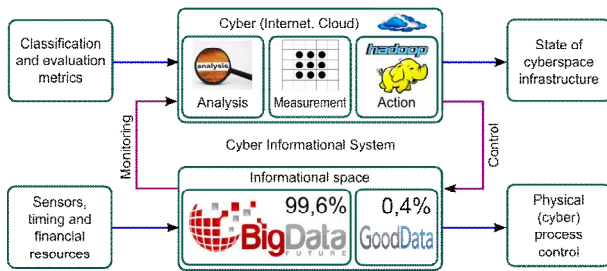 Cyber (Internet, Cloud)
Classification
and evaluation
metrics
analysis
Analysis
Measurement
hadoop
Action
State of
cyberspace
infrastructure
Monitoring
Cyber Informational System
Control
Informational space
Sensors,
timing and
financial
resources
99,6%
BigData
FUTURE
0,4%
GoodData
Physical
(cyber)
process
control